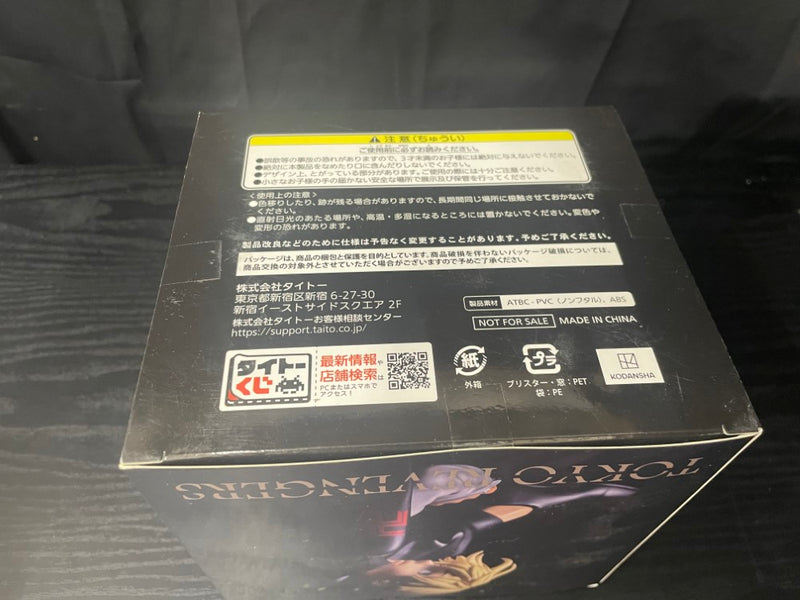 注意(ちゅうい)
ご使用前に必ずお読みください。
●誤飲等の事故の恐れがありますので、3才未満のお子様には絶対に与えないでください。
●絶対に本製品をなめたり口に含んだりしないでください。
●デザイン上、とがっている部分があります。ご使用の際には十分ご注意ください。
●小さなお子様の手の届かない安全な場所で展示及び保管を行ってください。
<使用上の注意>
●色移りしたり、跡が残る場合がありますので、長期間同じ場所に接触させておかないで
ください。
●直射日光のあたる場所や、高温・多湿になるところには置かないでください。変色や
変形の恐れがあります。
製品改良などのために仕様は予告なく変更することがあります。予めご了承ください。
パッケージは、商品の梱包と保護を目的としています。商品破損を伴わないパッケージ破損については、
商品交換の対象外とさせていただく場合がございますので予めご了承ください。
株式会社タイトー
東京都新宿区新宿 6-27-30
新宿イーストサイドスクエア 2F
株式会社タイトーお客様相談センター
https://support.taito.co.jp/
製品素材 ATBC-PVC(ノンフタル)、ABS
NOT FOR SALE MADE IN CHINA
タイトー
くじ
最新情報や
店舗検索は
PCまたはスマホで
アクセス!
紙
外箱
プラ
ブリスター・窓:PET
袋:PE
KODANSHA
TOKYO REVENGERS